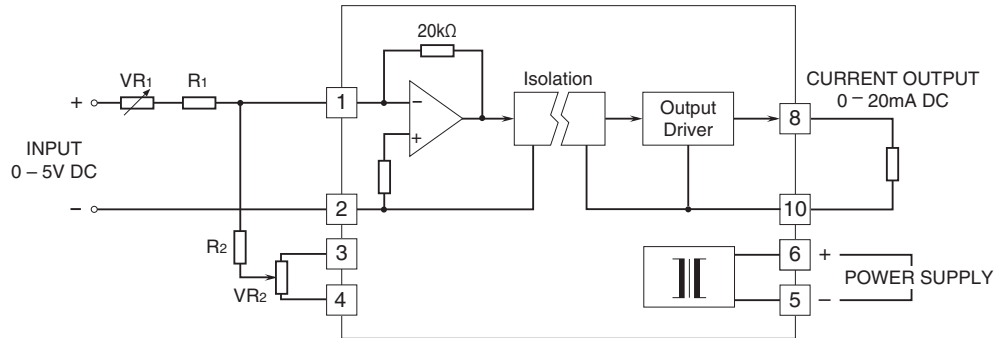 20kΩ
VR1
R1
Isolation
CURRENT OUTPUT
0 – 20mA DC
+
1
−
+
Output
Driver
8
INPUT
0 – 5V DC
−
2
10
R2
3
6
+
VR2
4
5
−
POWER SUPPLY